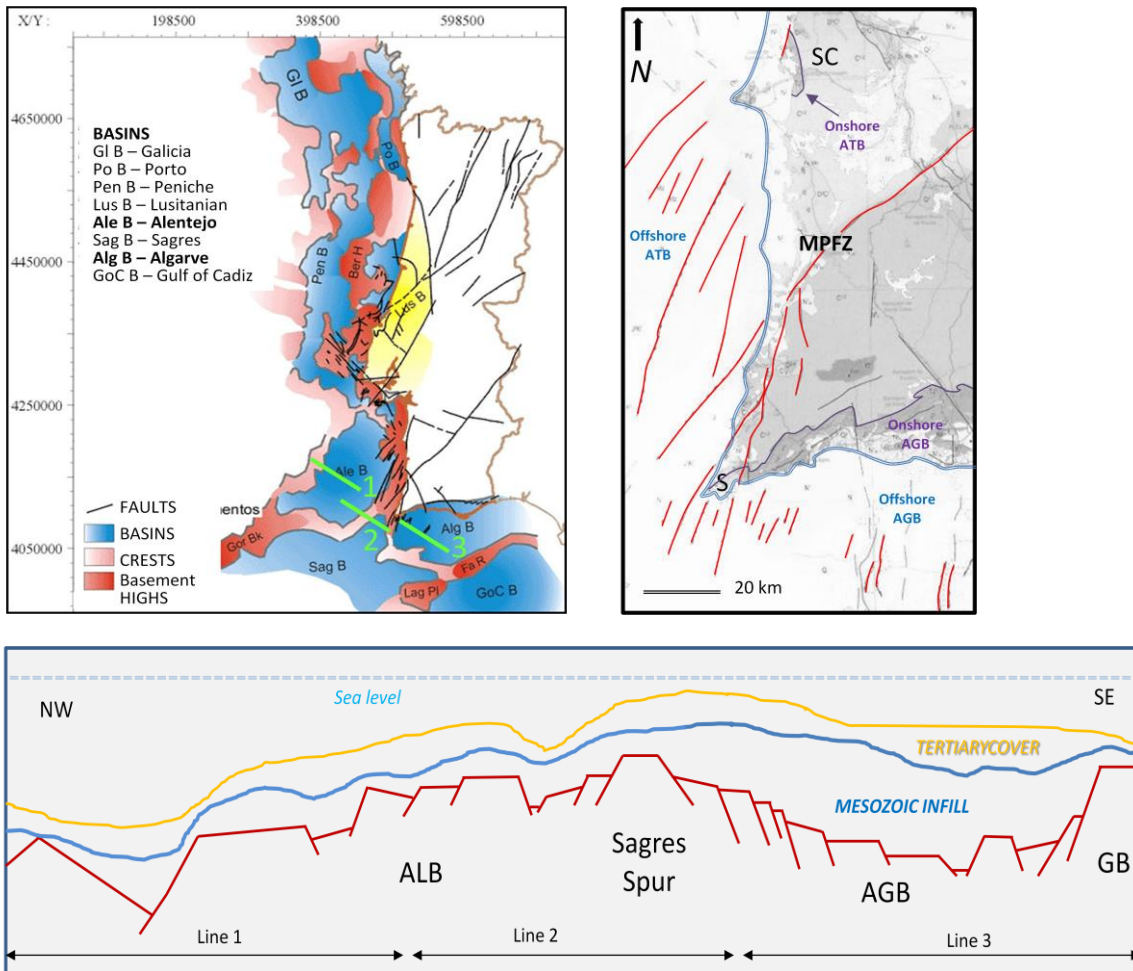 X/Y : 198500 398500 598500
4650000
4450000
4250000
4050000
BASINS
Gl B – Galicia
Po B – Porto
Pen B – Peniche
Lus B – Lusitanian
Ale B – Alentejo
Sag B – Sagres
Alg B – Algarve
GoC B – Gulf of Cadiz
Gl B
Po B
Pen B
Ber H
Lus B
Ale B
1
2
3
Alg B
entos
Gor Bk
Sag B
Fa R
Lag Pl
GoC B
FAULTS
BASINS
CRESTS
Basement
HIGHS
N
SC
Onshore
ATB
Offshore
ATB
MPFZ
Onshore
AGB
S
Offshore
AGB
20 km
NW
Sea level
SE
TERTIARYCOVER
MESOZOIC INFILL
ALB
Sagres
Spur
AGB
GB
Line 1
Line 2
Line 3